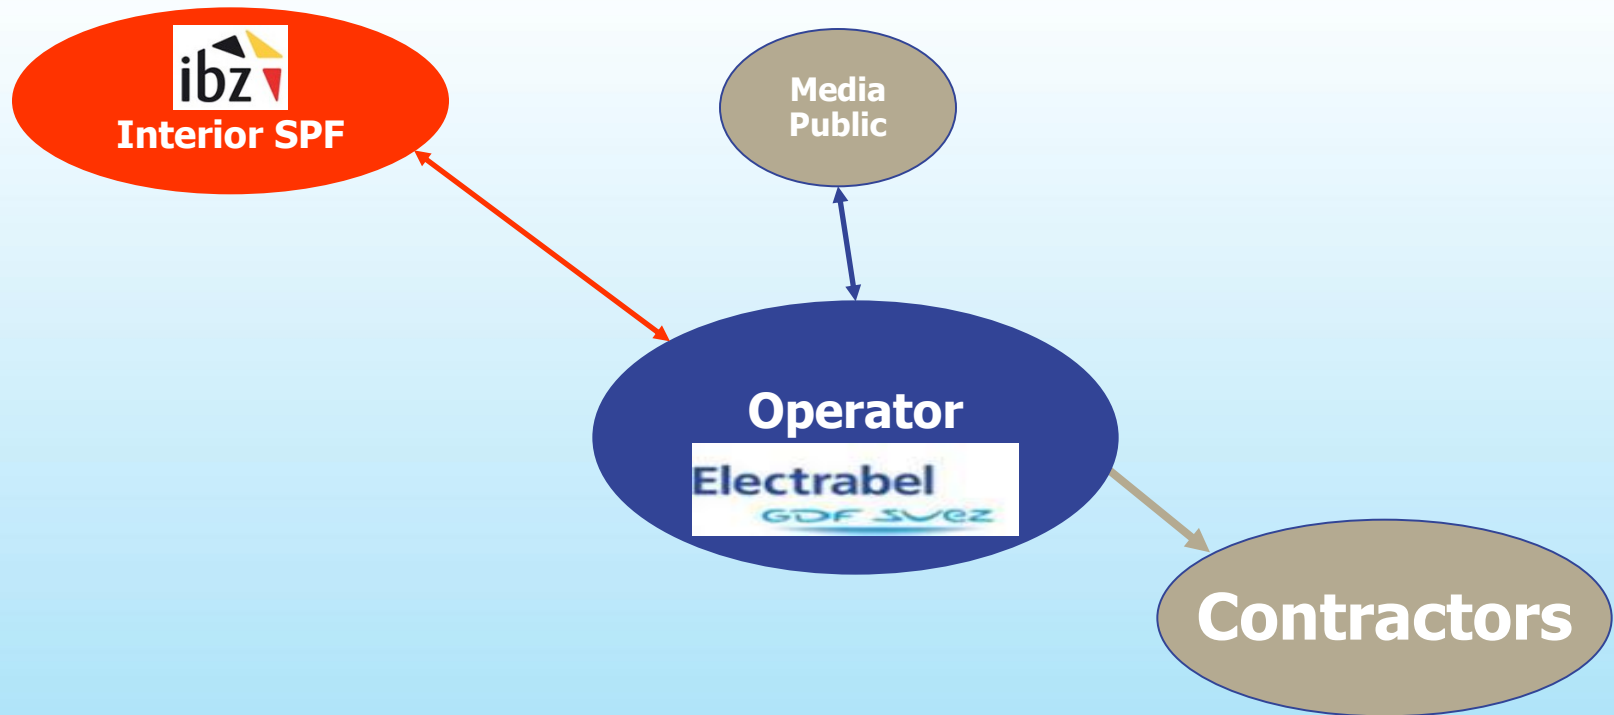 ibz
Interior SPF
Media
Public
Operator
Electrabel
GDF SUEZ
Contractors